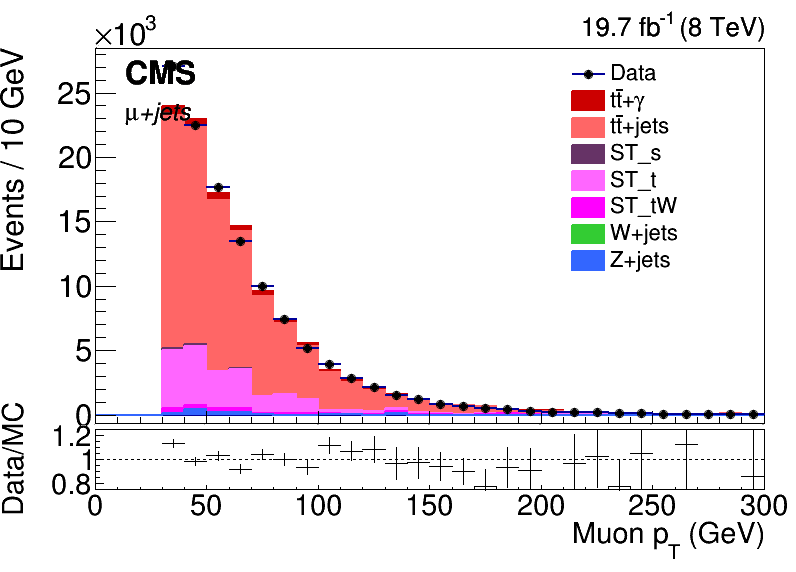 ×10³
19.7 fb⁻¹ (8 TeV)
CMS
μ+jets
Data
tt̄+γ
tt̄+jets
ST_s
ST_t
ST_tW
W+jets
Z+jets
Events / 10 GeV
25
20
15
10
5
0
Data/MC
1.2
1
0.8
0 50 100 150 200 250 300
Muon p_T (GeV)